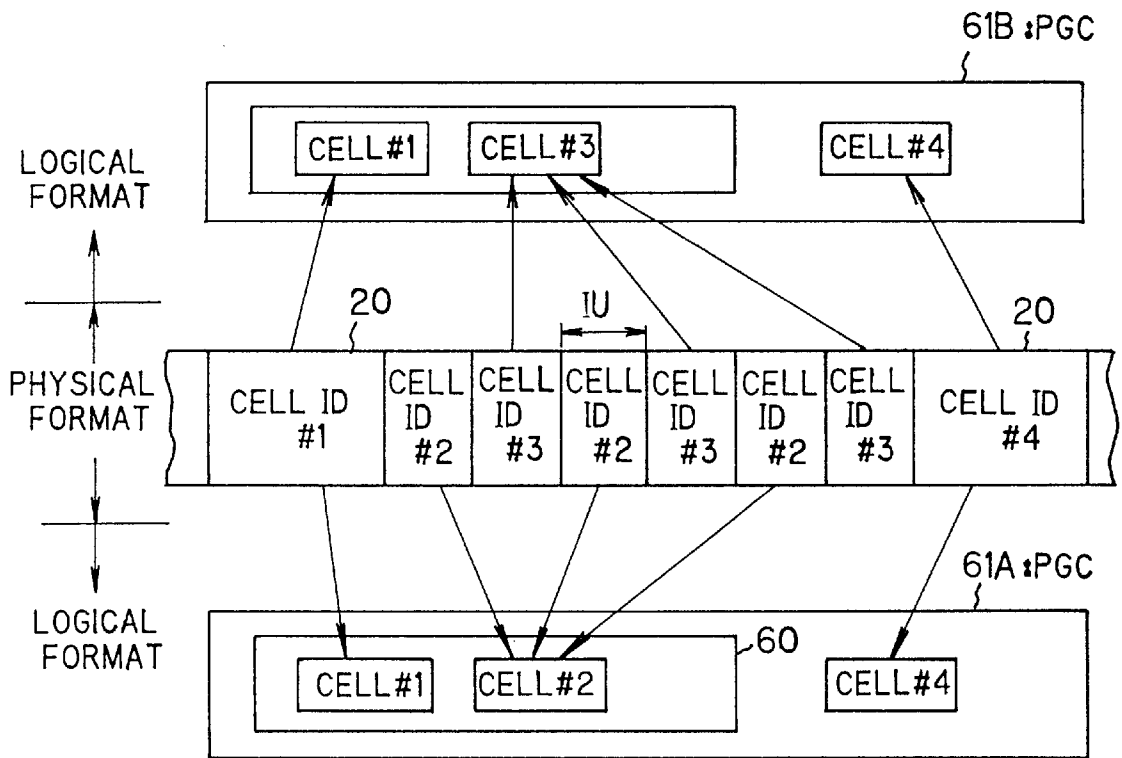 61B :PGC
CELL#1
CELL#3
CELL#4
LOGICAL
FORMAT
20
IU
20
PHYSICAL
FORMAT
CELL ID
#1
CELL
ID
#2
CELL
ID
#3
CELL
ID
#2
CELL
ID
#3
CELL
ID
#2
CELL
ID
#3
CELL ID
#4
61A :PGC
LOGICAL
FORMAT
60
CELL#1
CELL#2
CELL#4